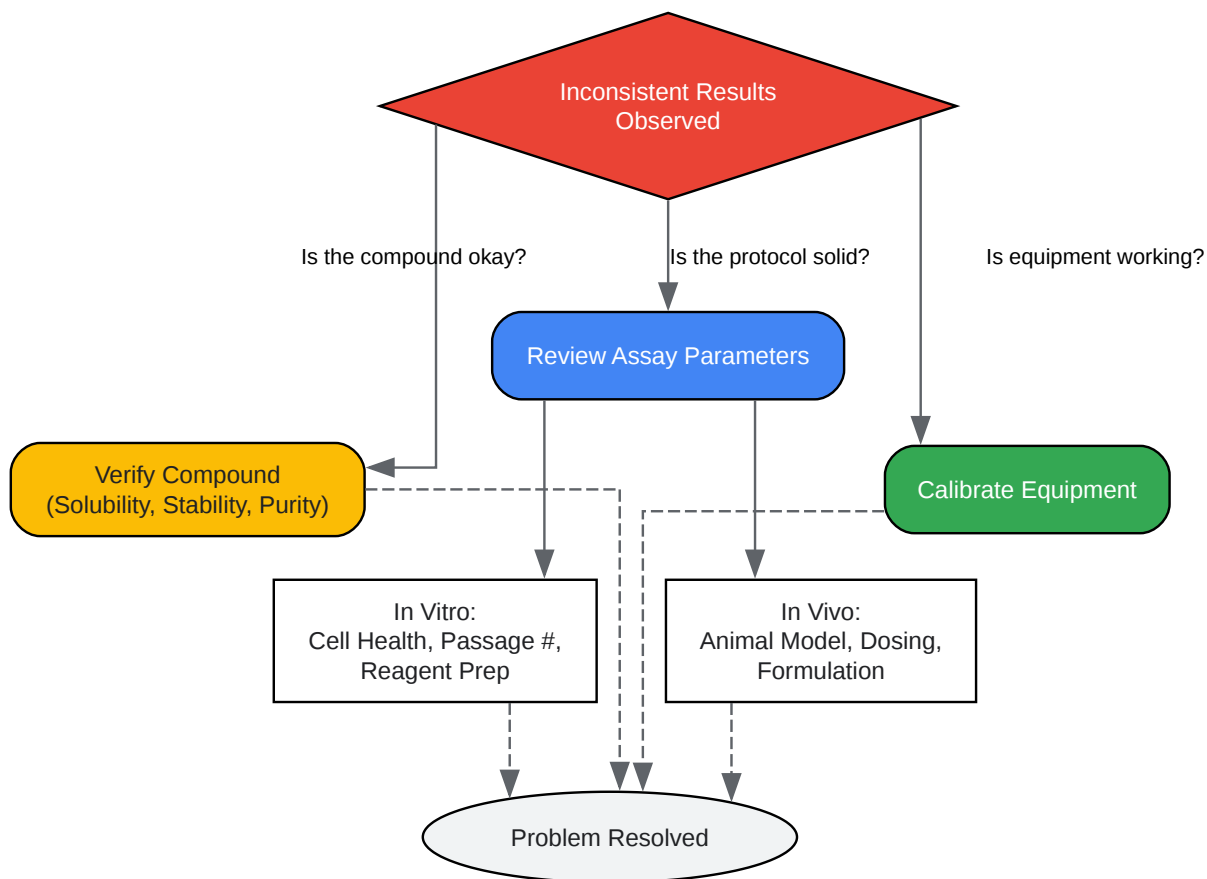 Inconsistent Results
Observed
Is the compound okay?
Is the protocol solid?
Is equipment working?
Review Assay Parameters
Verify Compound
(Solubility, Stability, Purity)
Calibrate Equipment
In Vitro:
Cell Health, Passage #,
Reagent Prep
In Vivo:
Animal Model, Dosing,
Formulation
Problem Resolved